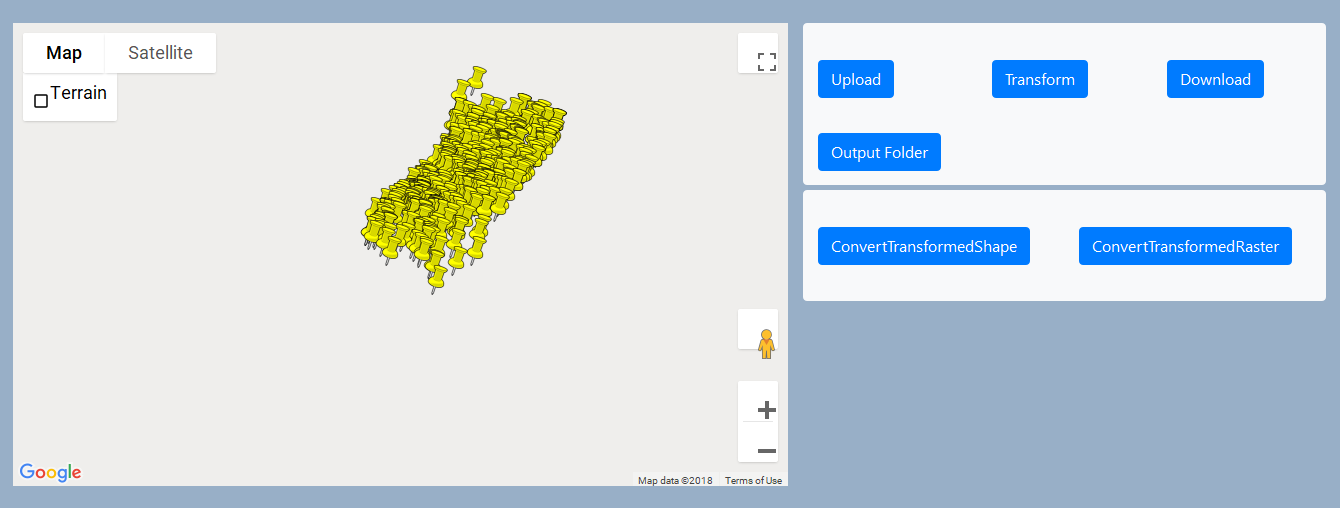 Map
Satellite
Terrain
Google
Map data ©2018
Terms of Use
Upload
Transform
Download
Output Folder
ConvertTransformedShape
ConvertTransformedRaster